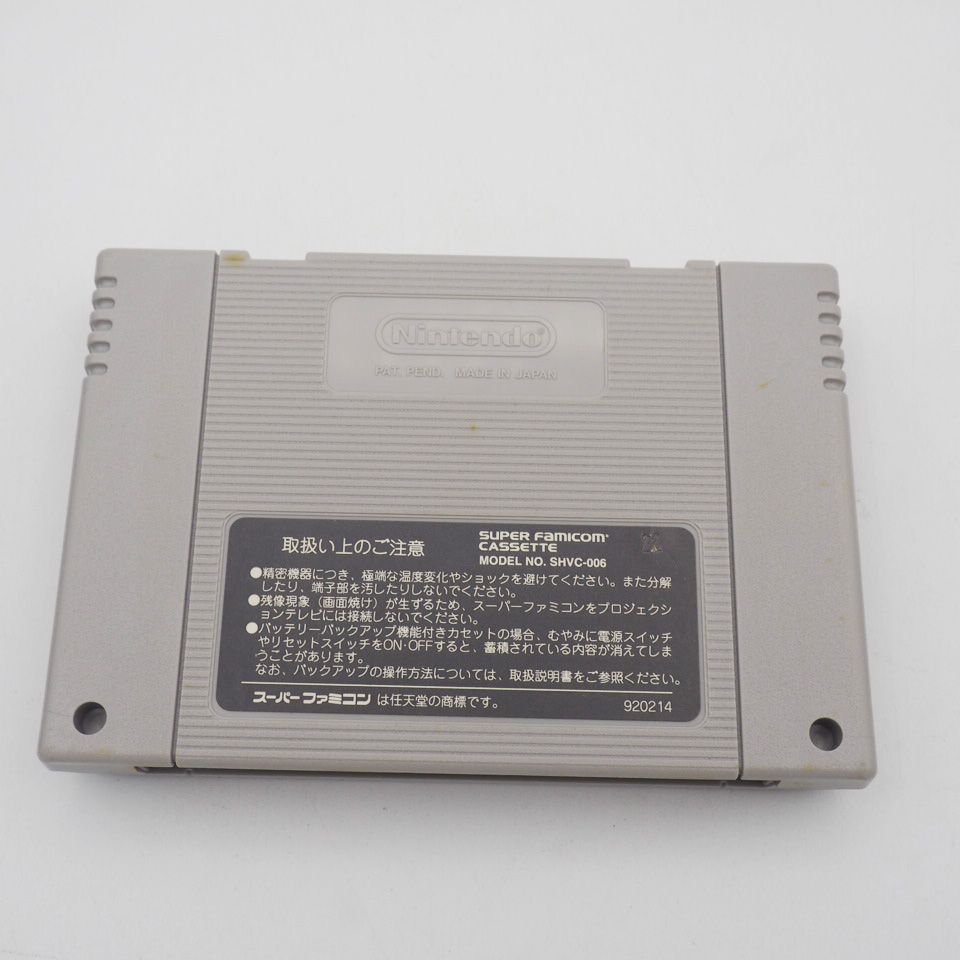 Nintendo®
PAT. PEND. MADE IN JAPAN
取扱い上のご注意
SUPER FAMICOM®
CASSETTE
MODEL NO. SHVC-006
●精密機器につき、極端な温度変化やショックを避けてください。また分解
したり、端子部を汚したりしないでください。
●残像現象(画面焼け)が生ずるため、スーパーファミコンをプロジェクシ
ョンテレビには接続しないでください。
●バッテリーバックアップ機能付きカセットの場合、むやみに電源スイッチ
やリセットスイッチをON・OFFすると、蓄積されている内容が消えてしま
うことがあります。
なお、バックアップの操作方法については、取扱説明書をご参照ください。
スーパーファミコン は任天堂の商標です。
920214